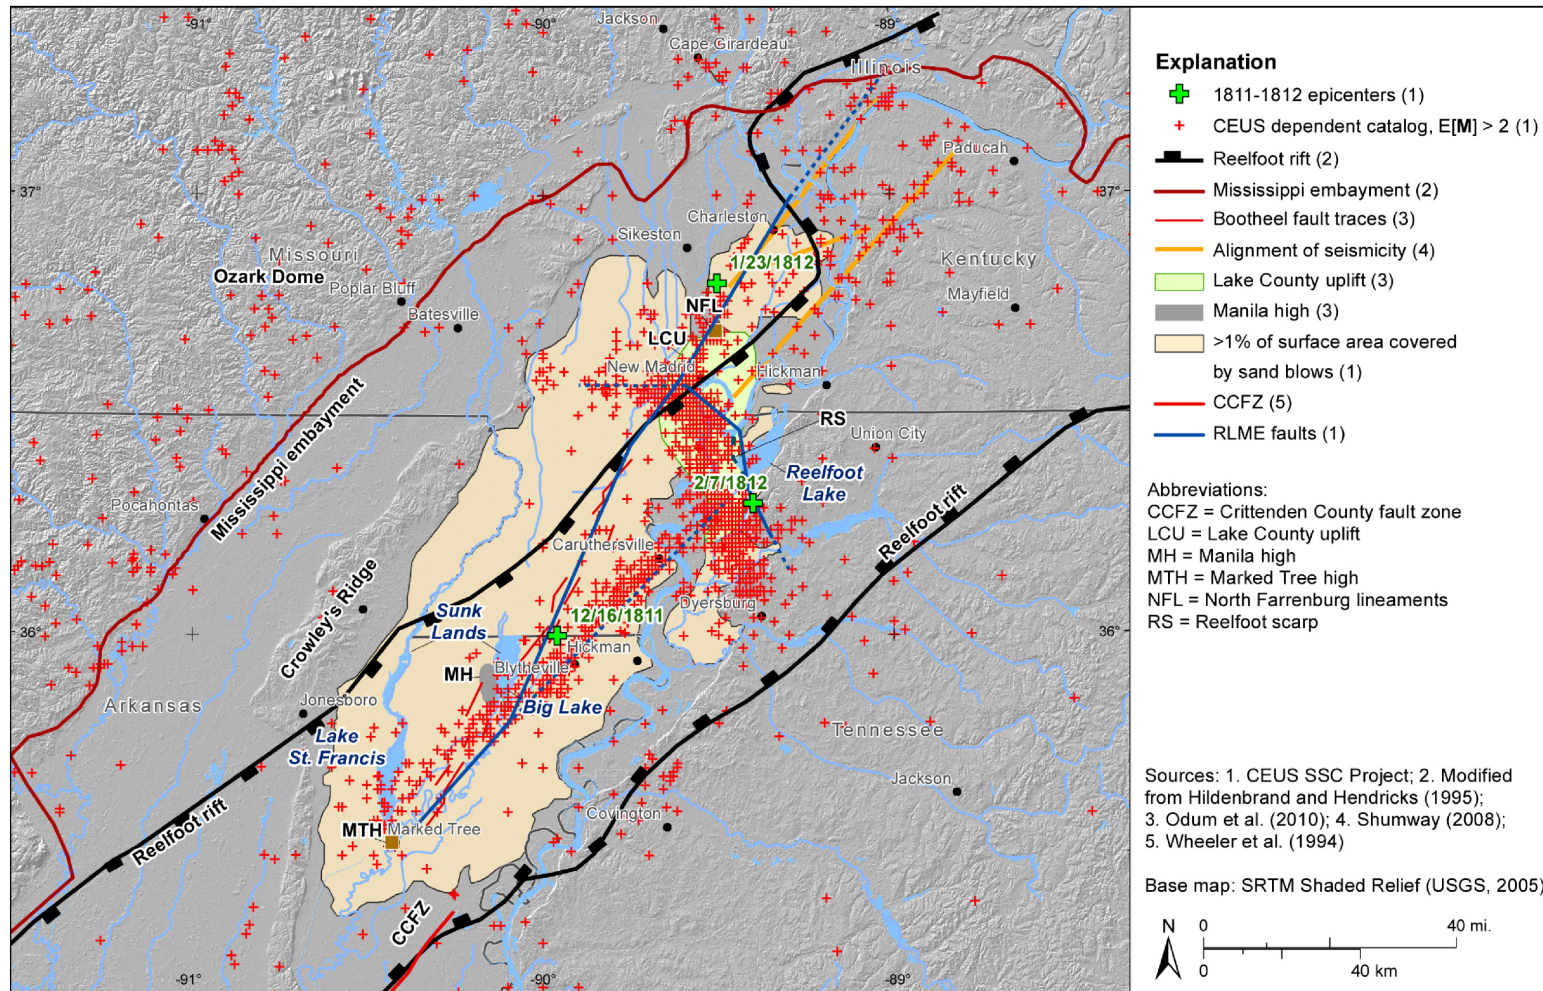 -91°
-90°
-89°
Jackson
Cape Girardeau
Illinois
Paducah
37°
37°
Charleston
Sikeston
Missouri
Ozark Dome
Poplar Bluff
Batesville
1/23/1812
Kentucky
Mayfield
NFL
LCU
New Madrid
Hickman
RS
Union City
Reelfoot
Lake
2/7/1812
Mississippi embayment
Pocahontas
Reelfoot rift
Caruthersville
Crowley's Ridge
Dyersburg
Sunk
Lands
12/16/1811
36°
36°
Hickman
MH
Blytheville
Big Lake
Arkansas
Jonesboro
Lake
St. Francis
Tennessee
Jackson
Covington
Reelfoot rift
MTH
Marked Tree
CCFZ
-91°
-90°
-89°
Explanation
1811-1812 epicenters (1)
CEUS dependent catalog, E[M] > 2 (1)
Reelfoot rift (2)
Mississippi embayment (2)
Bootheel fault traces (3)
Alignment of seismicity (4)
Lake County uplift (3)
Manila high (3)
>1% of surface area covered
by sand blows (1)
CCFZ (5)
RLME faults (1)
Abbreviations:
CCFZ = Crittenden County fault zone
LCU = Lake County uplift
MH = Manila high
MTH = Marked Tree high
NFL = North Farrenburg lineaments
RS = Reelfoot scarp
Sources: 1. CEUS SSC Project; 2. Modified
from Hildenbrand and Hendricks (1995);
3. Odum et al. (2010); 4. Shumway (2008);
5. Wheeler et al. (1994)
Base map: SRTM Shaded Relief (USGS, 2005)
N
0
40 mi.
0
40 km